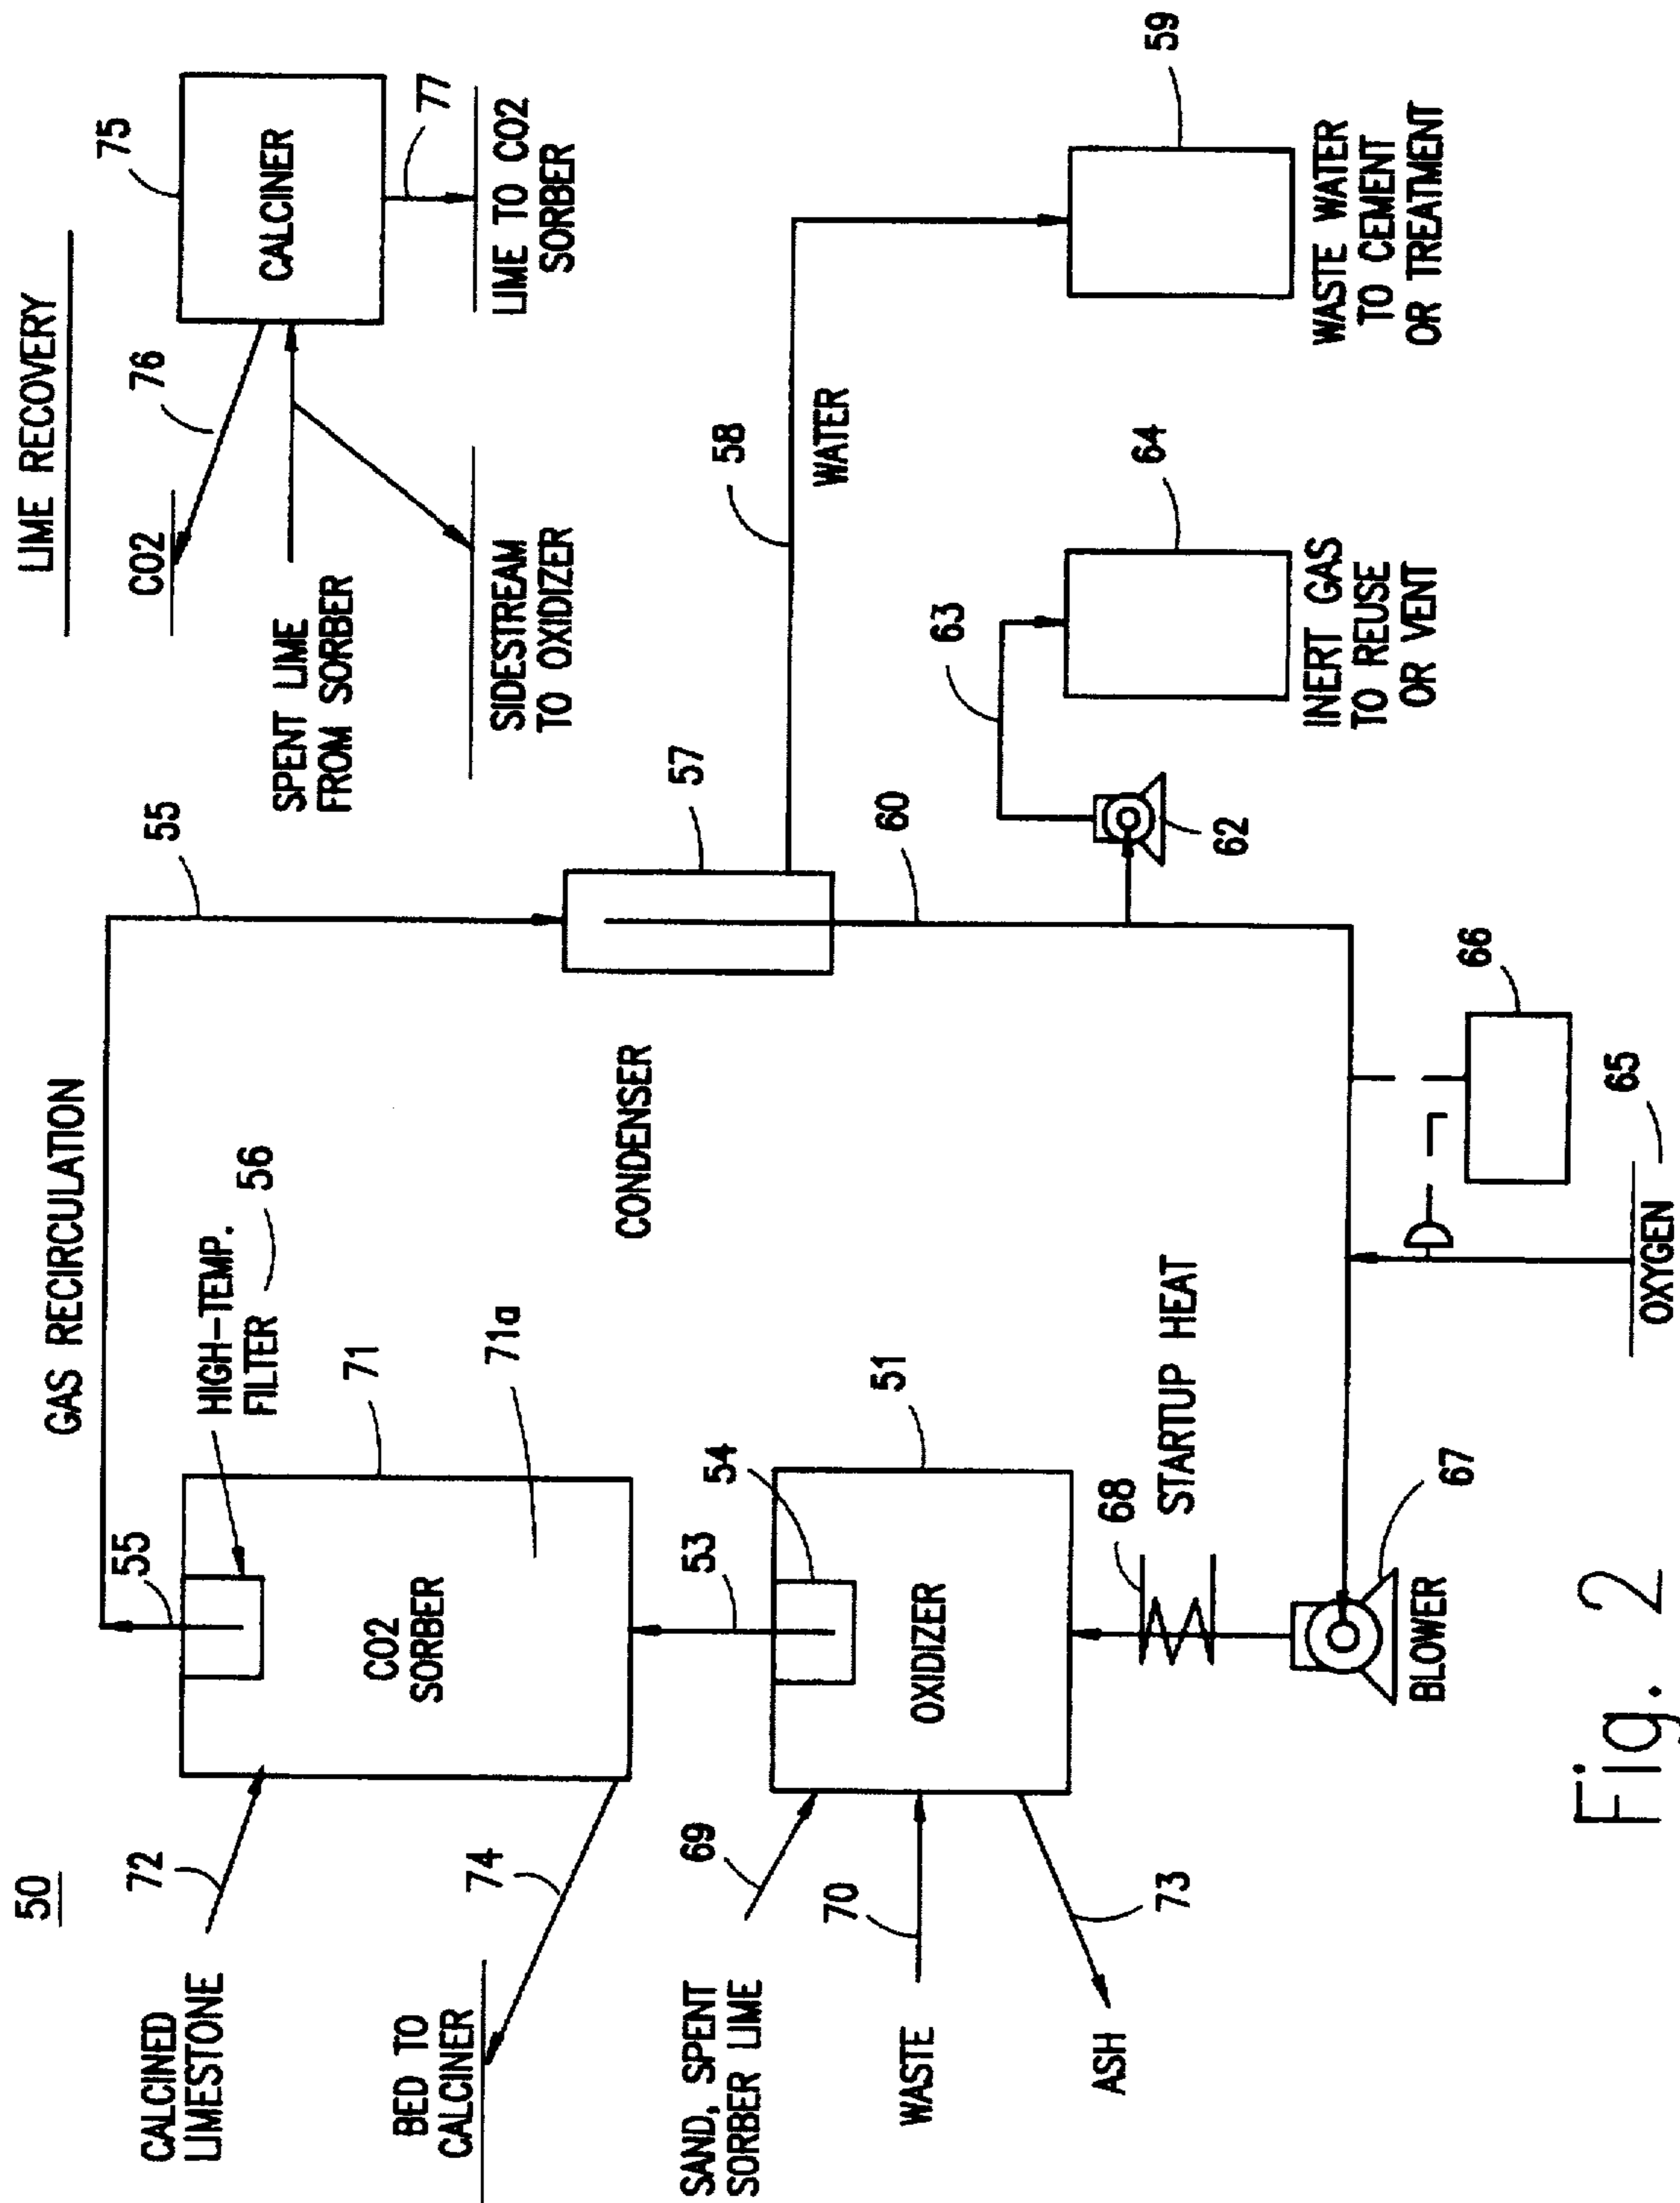 50
GAS RECIRCULATION
LIME RECOVERY
CALCINED
LIMESTONE
72
55
HIGH-TEMP.
FILTER
56
55
CO2
76
75
CALCINER
77
71
CO2
SORBER
71a
SPENT LIME
FROM SORBER
LIME TO CO2
SORBER
BED TO
CALCINER
74
SIDESTREAM
TO OXIDIZER
CONDENSER
57
58
WATER
59
WASTE WATER
TO CEMENT
OR TREATMENT
SAND, SPENT
SORBER LIME
69
53
54
51
WASTE
70
OXIDIZER
60
63
64
62
INERT GAS
TO REUSE
OR VENT
ASH
73
68
STARTUP HEAT
67
BLOWER
66
65
OXYGEN
Fig. 2